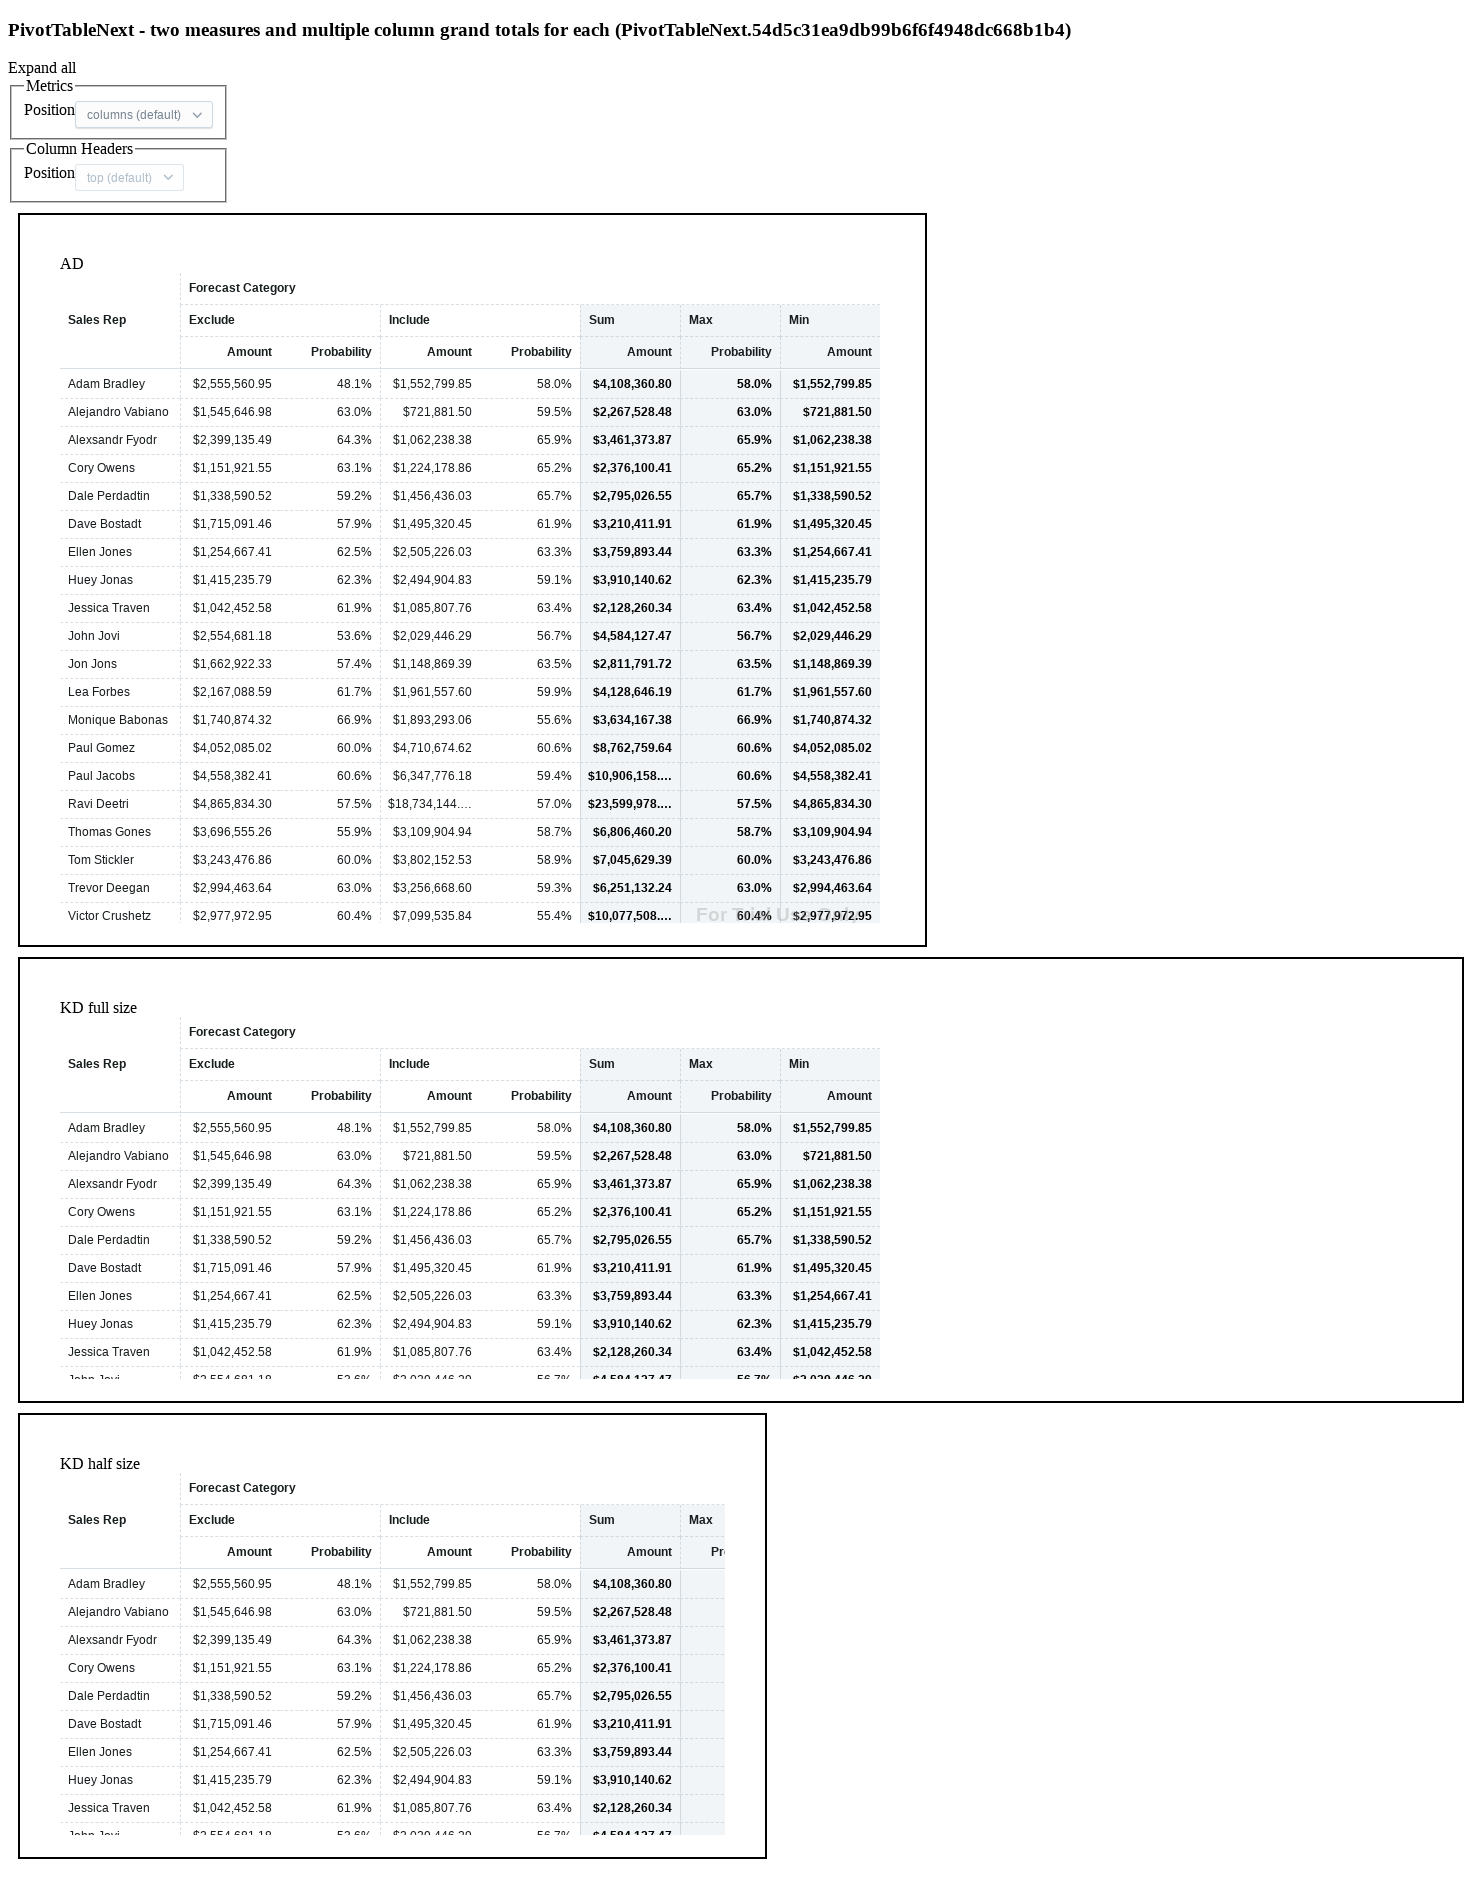 PivotTableNext - two measures and multiple column grand totals for each (PivotTableNext.54d5c31ea9db99b6f6f4948dc668b1b4)
Expand all
Metrics
Position columns (default)
Column Headers
Position top (default)
AD
Forecast Category
Sales Rep Exclude Include Sum Max Min
Amount Probability Amount Probability Amount Probability Amount
Adam Bradley $2,555,560.95 48.1% $1,552,799.85 58.0% $4,108,360.80 58.0% $1,552,799.85
Alejandro Vabiano $1,545,646.98 63.0% $721,881.50 59.5% $2,267,528.48 63.0% $721,881.50
Alexsandr Fyodr $2,399,135.49 64.3% $1,062,238.38 65.9% $3,461,373.87 65.9% $1,062,238.38
Cory Owens $1,151,921.55 63.1% $1,224,178.86 65.2% $2,376,100.41 65.2% $1,151,921.55
Dale Perdadtin $1,338,590.52 59.2% $1,456,436.03 65.7% $2,795,026.55 65.7% $1,338,590.52
Dave Bostadt $1,715,091.46 57.9% $1,495,320.45 61.9% $3,210,411.91 61.9% $1,495,320.45
Ellen Jones $1,254,667.41 62.5% $2,505,226.03 63.3% $3,759,893.44 63.3% $1,254,667.41
Huey Jonas $1,415,235.79 62.3% $2,494,904.83 59.1% $3,910,140.62 62.3% $1,415,235.79
Jessica Traven $1,042,452.58 61.9% $1,085,807.76 63.4% $2,128,260.34 63.4% $1,042,452.58
John Jovi $2,554,681.18 53.6% $2,029,446.29 56.7% $4,584,127.47 56.7% $2,029,446.29
Jon Jons $1,662,922.33 57.4% $1,148,869.39 63.5% $2,811,791.72 63.5% $1,148,869.39
Lea Forbes $2,167,088.59 61.7% $1,961,557.60 59.9% $4,128,646.19 61.7% $1,961,557.60
Monique Babonas $1,740,874.32 66.9% $1,893,293.06 55.6% $3,634,167.38 66.9% $1,740,874.32
Paul Gomez $4,052,085.02 60.0% $4,710,674.62 60.6% $8,762,759.64 60.6% $4,052,085.02
Paul Jacobs $4,558,382.41 60.6% $6,347,776.18 59.4% $10,906,158.… 60.6% $4,558,382.41
Ravi Deetri $4,865,834.30 57.5% $18,734,144.… 57.0% $23,599,978.… 57.5% $4,865,834.30
Thomas Gones $3,696,555.26 55.9% $3,109,904.94 58.7% $6,806,460.20 58.7% $3,109,904.94
Tom Stickler $3,243,476.86 60.0% $3,802,152.53 58.9% $7,045,629.39 60.0% $3,243,476.86
Trevor Deegan $2,994,463.64 63.0% $3,256,668.60 59.3% $6,251,132.24 63.0% $2,994,463.64
Victor Crushetz $2,977,972.95 60.4% $7,099,535.84 55.4% $10,077,508.… 60.4% $2,977,972.95
For Trial Use Only
KD full size
Forecast Category
Sales Rep Exclude Include Sum Max Min
Amount Probability Amount Probability Amount Probability Amount
Adam Bradley $2,555,560.95 48.1% $1,552,799.85 58.0% $4,108,360.80 58.0% $1,552,799.85
Alejandro Vabiano $1,545,646.98 63.0% $721,881.50 59.5% $2,267,528.48 63.0% $721,881.50
Alexsandr Fyodr $2,399,135.49 64.3% $1,062,238.38 65.9% $3,461,373.87 65.9% $1,062,238.38
Cory Owens $1,151,921.55 63.1% $1,224,178.86 65.2% $2,376,100.41 65.2% $1,151,921.55
Dale Perdadtin $1,338,590.52 59.2% $1,456,436.03 65.7% $2,795,026.55 65.7% $1,338,590.52
Dave Bostadt $1,715,091.46 57.9% $1,495,320.45 61.9% $3,210,411.91 61.9% $1,495,320.45
Ellen Jones $1,254,667.41 62.5% $2,505,226.03 63.3% $3,759,893.44 63.3% $1,254,667.41
Huey Jonas $1,415,235.79 62.3% $2,494,904.83 59.1% $3,910,140.62 62.3% $1,415,235.79
Jessica Traven $1,042,452.58 61.9% $1,085,807.76 63.4% $2,128,260.34 63.4% $1,042,452.58
John Jovi $2,554,681.18 53.6% $2,029,446.29 56.7% $4,584,127.47 56.7% $2,029,446.29
KD half size
Forecast Category
Sales Rep Exclude Include Sum Max
Amount Probability Amount Probability Amount Pr
Adam Bradley $2,555,560.95 48.1% $1,552,799.85 58.0% $4,108,360.80
Alejandro Vabiano $1,545,646.98 63.0% $721,881.50 59.5% $2,267,528.48
Alexsandr Fyodr $2,399,135.49 64.3% $1,062,238.38 65.9% $3,461,373.87
Cory Owens $1,151,921.55 63.1% $1,224,178.86 65.2% $2,376,100.41
Dale Perdadtin $1,338,590.52 59.2% $1,456,436.03 65.7% $2,795,026.55
Dave Bostadt $1,715,091.46 57.9% $1,495,320.45 61.9% $3,210,411.91
Ellen Jones $1,254,667.41 62.5% $2,505,226.03 63.3% $3,759,893.44
Huey Jonas $1,415,235.79 62.3% $2,494,904.83 59.1% $3,910,140.62
Jessica Traven $1,042,452.58 61.9% $1,085,807.76 63.4% $2,128,260.34
John Jovi $2,554,681.18 53.6% $2,029,446.29 56.7% $4,584,127.47